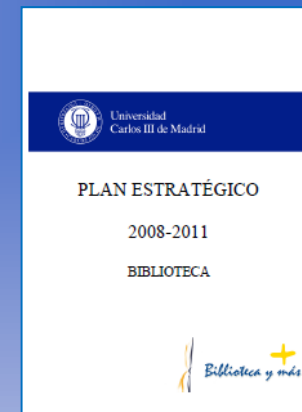 Universidad
Carlos III de Madrid
PLAN ESTRATÉGICO
2008-2011
BIBLIOTECA
Biblioteca y más